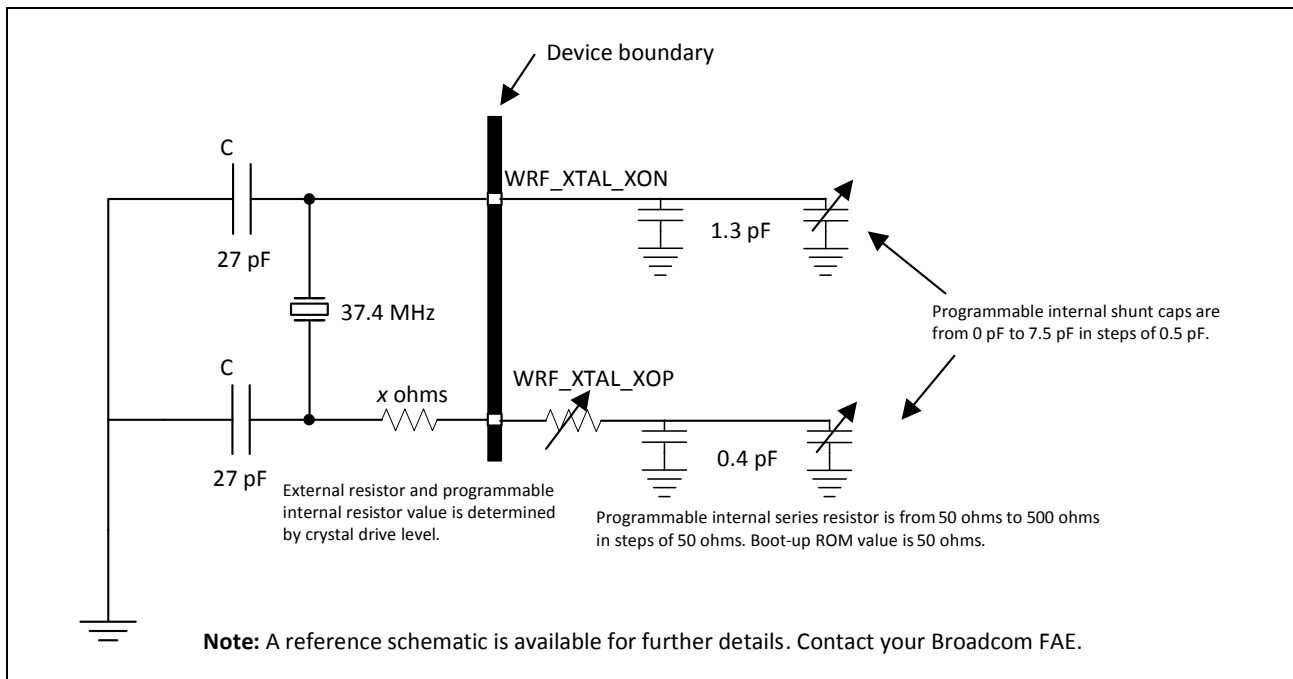 Device boundary
C
WRF_XTAL_XON
27 pF
1.3 pF
37.4 MHz
Programmable internal shunt caps are
from 0 pF to 7.5 pF in steps of 0.5 pF.
C
x ohms
WRF_XTAL_XOP
27 pF
0.4 pF
External resistor and programmable
internal resistor value is determined
by crystal drive level.
Programmable internal series resistor is from 50 ohms to 500 ohms
in steps of 50 ohms. Boot-up ROM value is 50 ohms.
Note: A reference schematic is available for further details. Contact your Broadcom FAE.